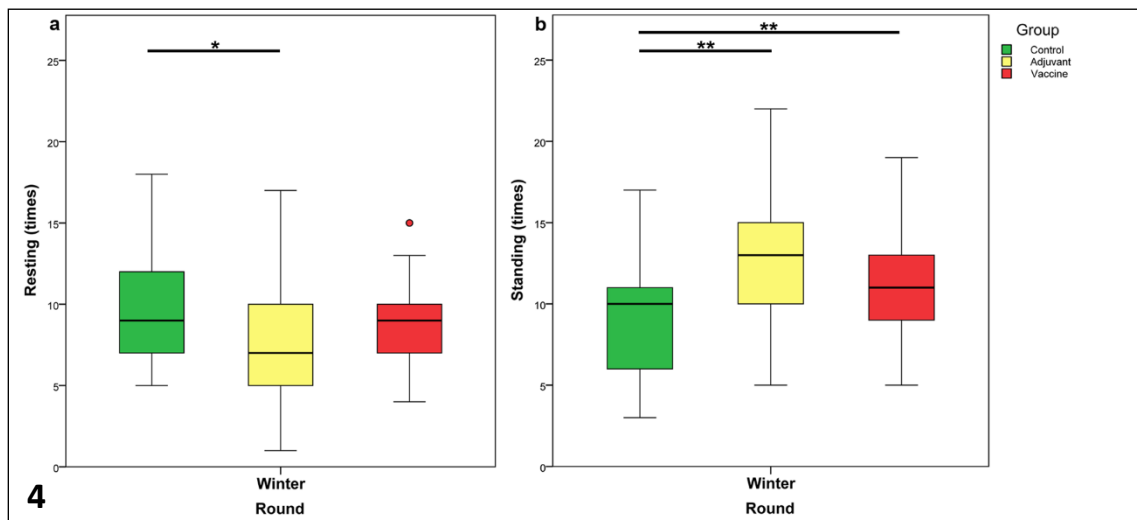 a
*
Resting (times)
25
20
15
10
5
0
Winter
Round
b
**
**
Standing (times)
25
20
15
10
5
0
Winter
Round
Group
Control
Adjuvant
Vaccine
4